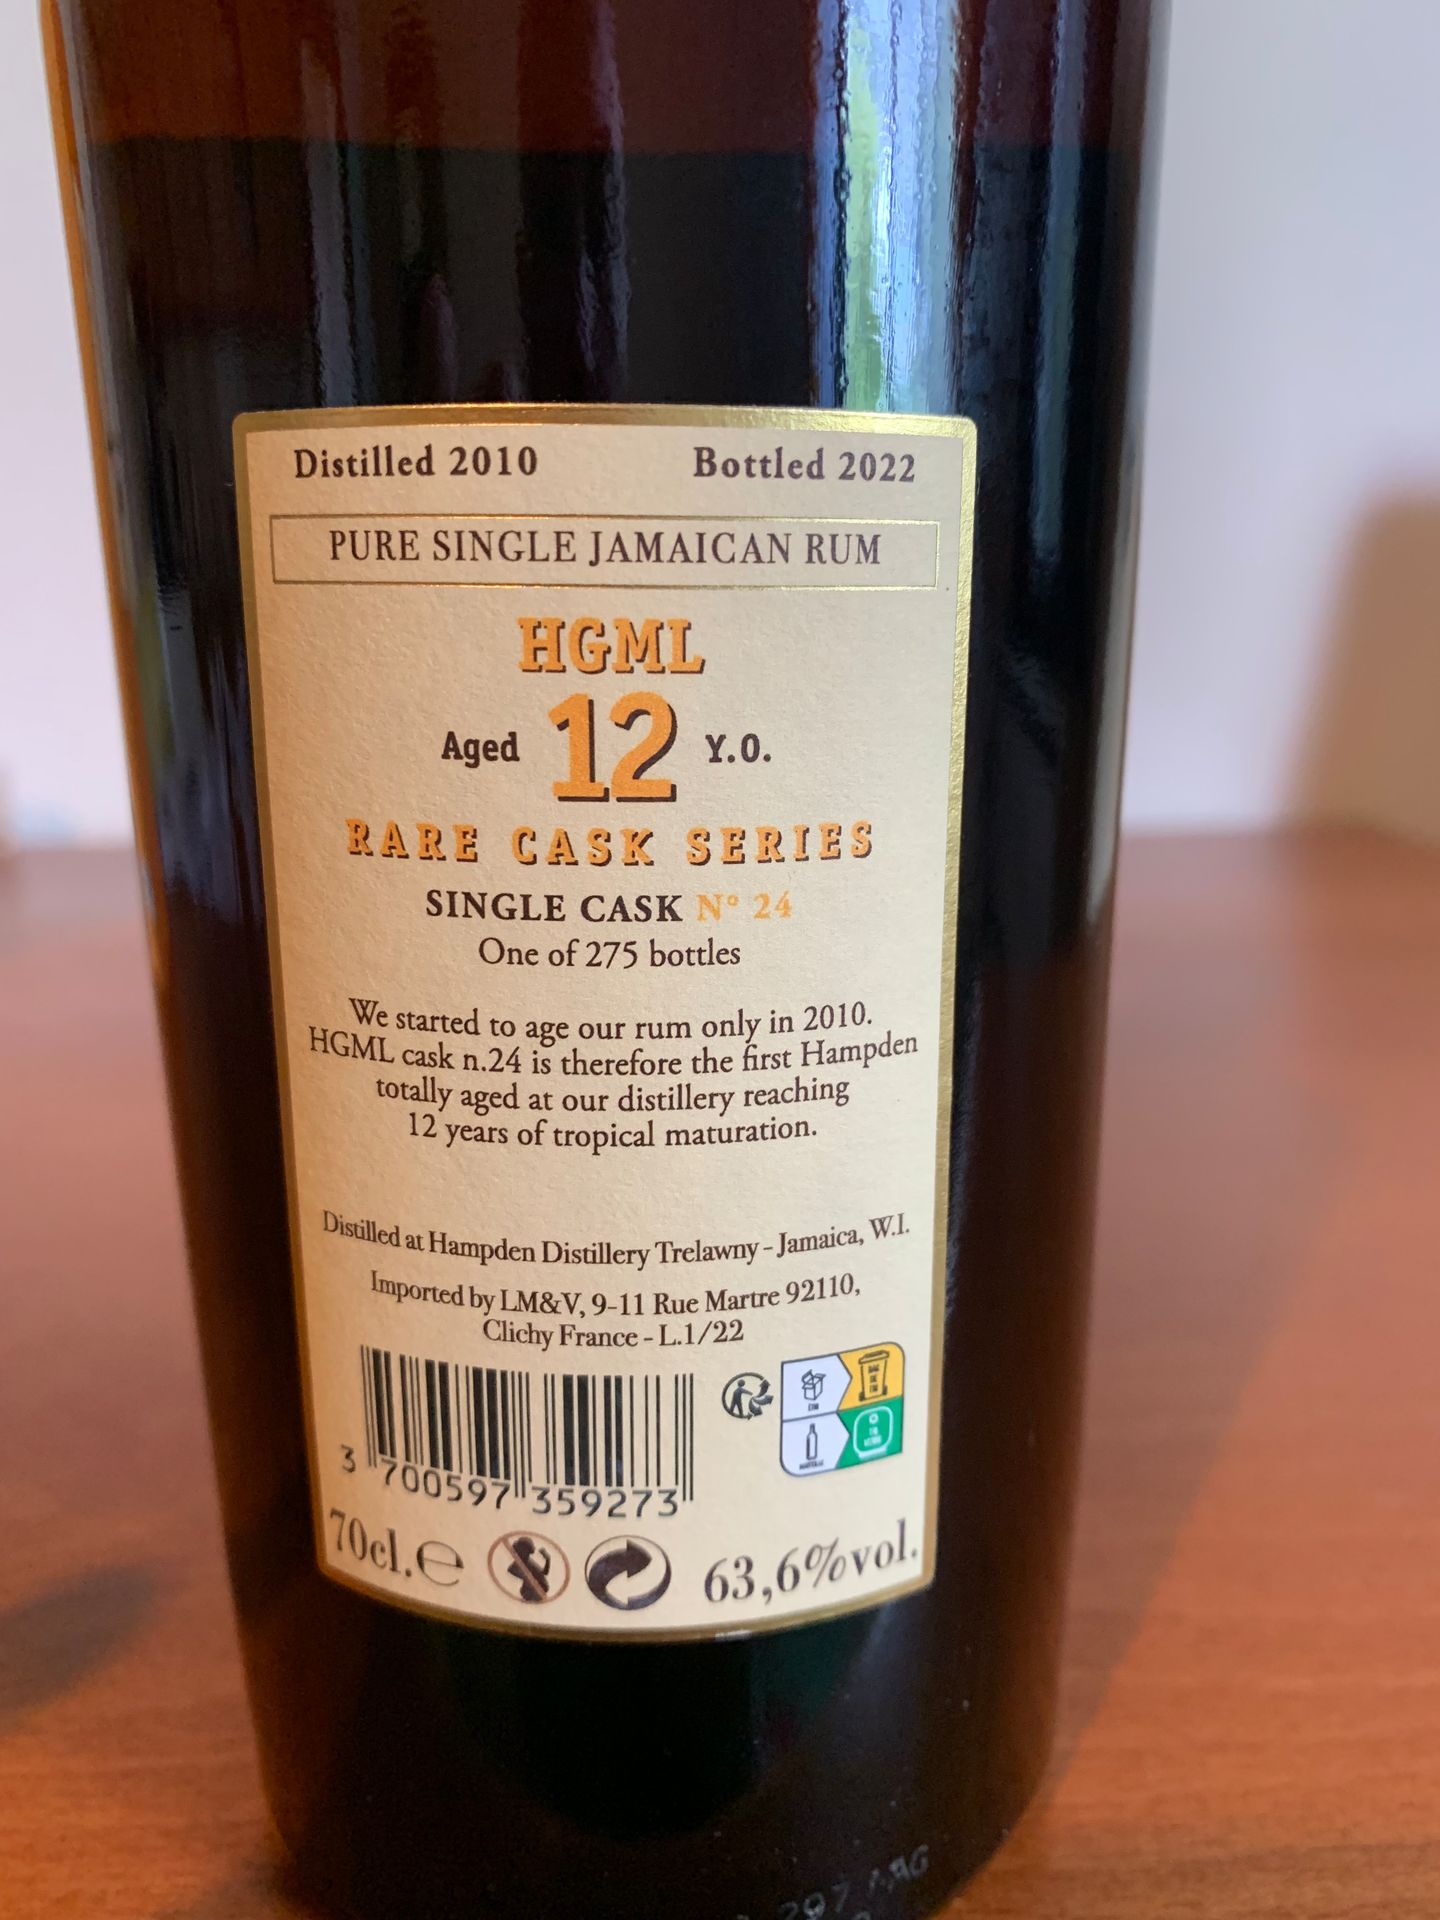 Distilled 2010 Bottled 2022
PURE SINGLE JAMAICAN RUM
HGML
Aged 12 Y.O.
RARE CASK SERIES
SINGLE CASK N° 24
One of 275 bottles
We started to age our rum only in 2010.
HGML cask n.24 is therefore the first Hampden
totally aged at our distillery reaching
12 years of tropical maturation.
Distilled at Hampden Distillery Trelawny - Jamaica, W.I.
Imported by LM&V, 9-11 Rue Martre 92110,
Clichy France - L.1/22
3 700597 359273
70cl. ℮ 63,6%vol.